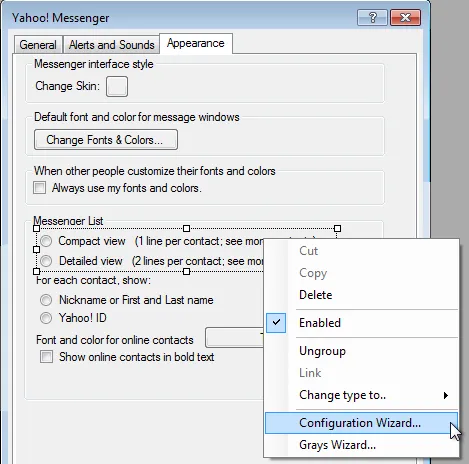 Yahoo! Messenger
General
Alerts and Sounds
Appearance
Messenger interface style
Change Skin:
Default font and color for message windows
Change Fonts & Colors...
When other people customize their fonts and colors
Always use my fonts and colors.
Messenger List
Compact view (1 line per contact; see more
Detailed view (2 lines per contact; see
For each contact, show:
Nickname or First and Last name
Yahoo! ID
Font and color for online contacts
Show online contacts in bold text
Cut
Copy
Delete
Enabled
Ungroup
Link
Change type to..
Configuration Wizard...
Grays Wizard...